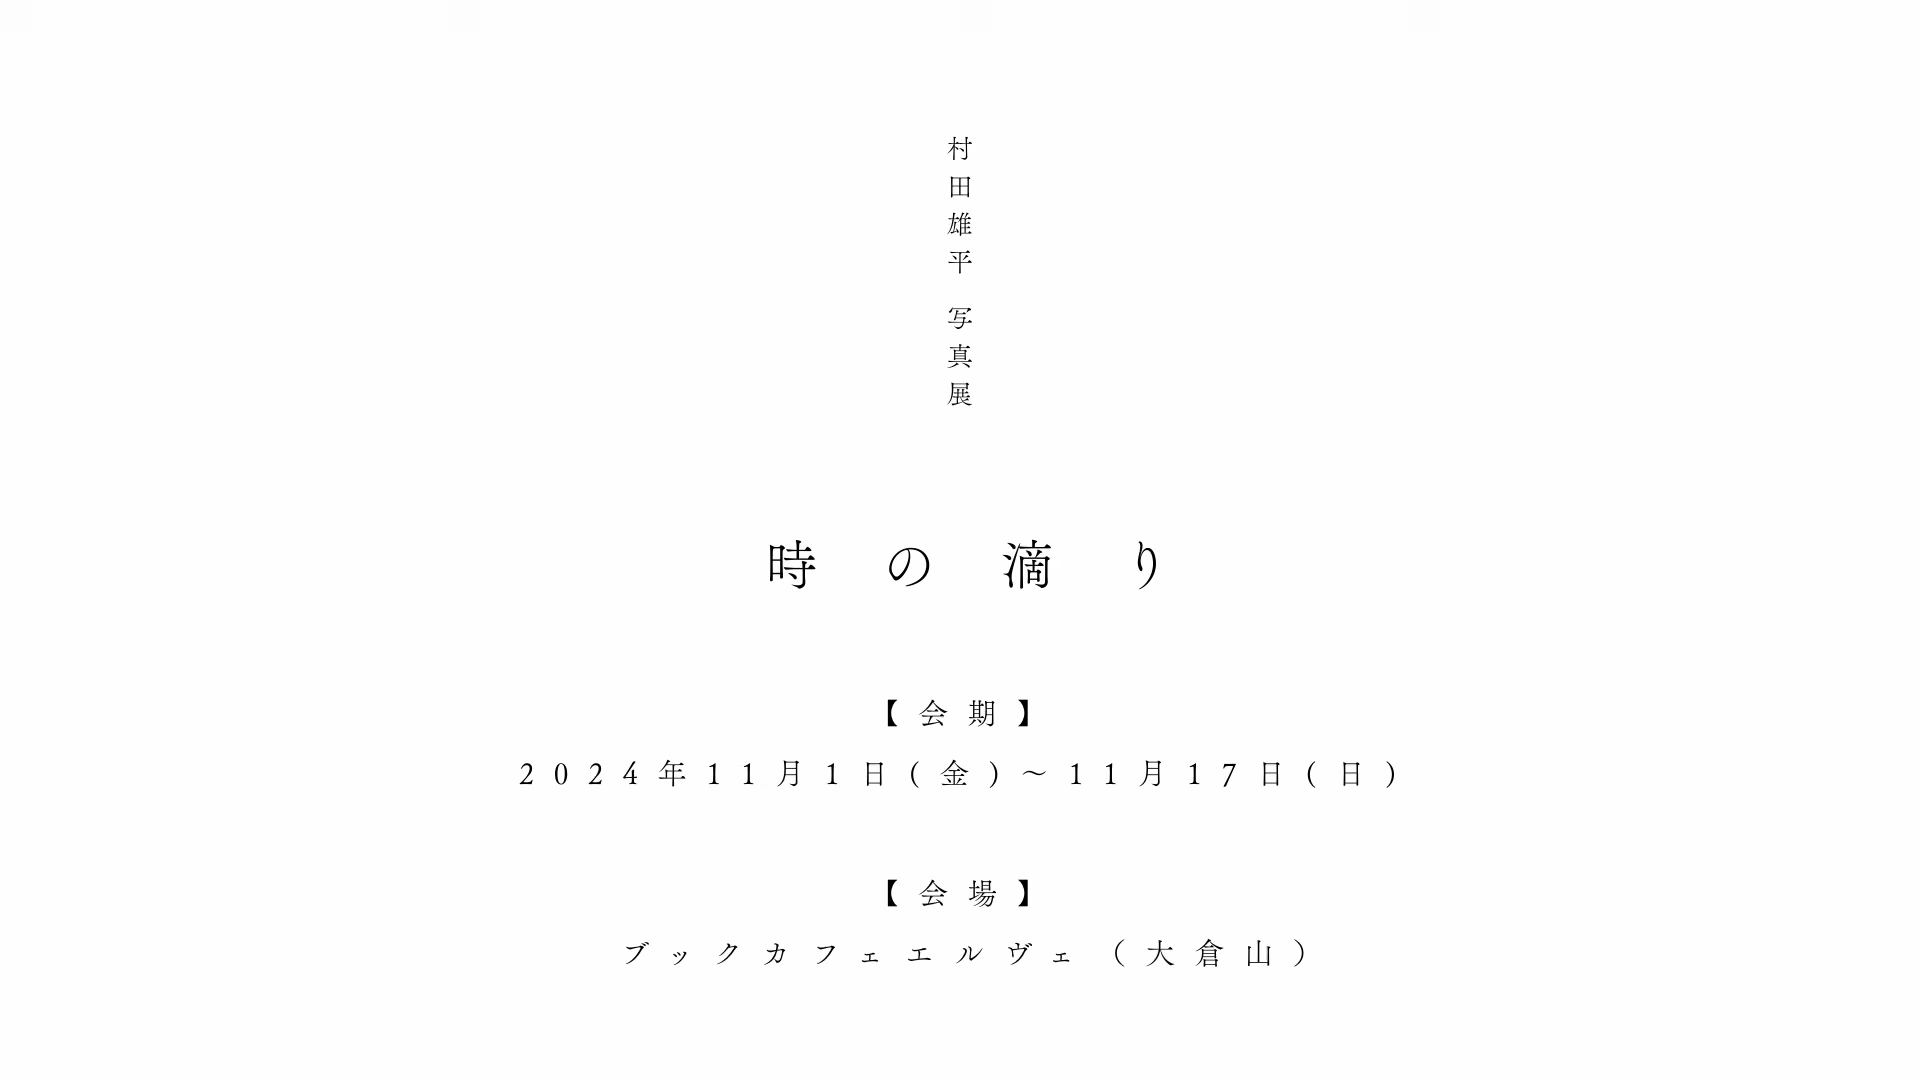 村田雄平 写真展
時の滴り
【会期】
2024年11月1日(金)～11月17日(日)
【会場】
ブックカフェエルヴェ（大倉山）